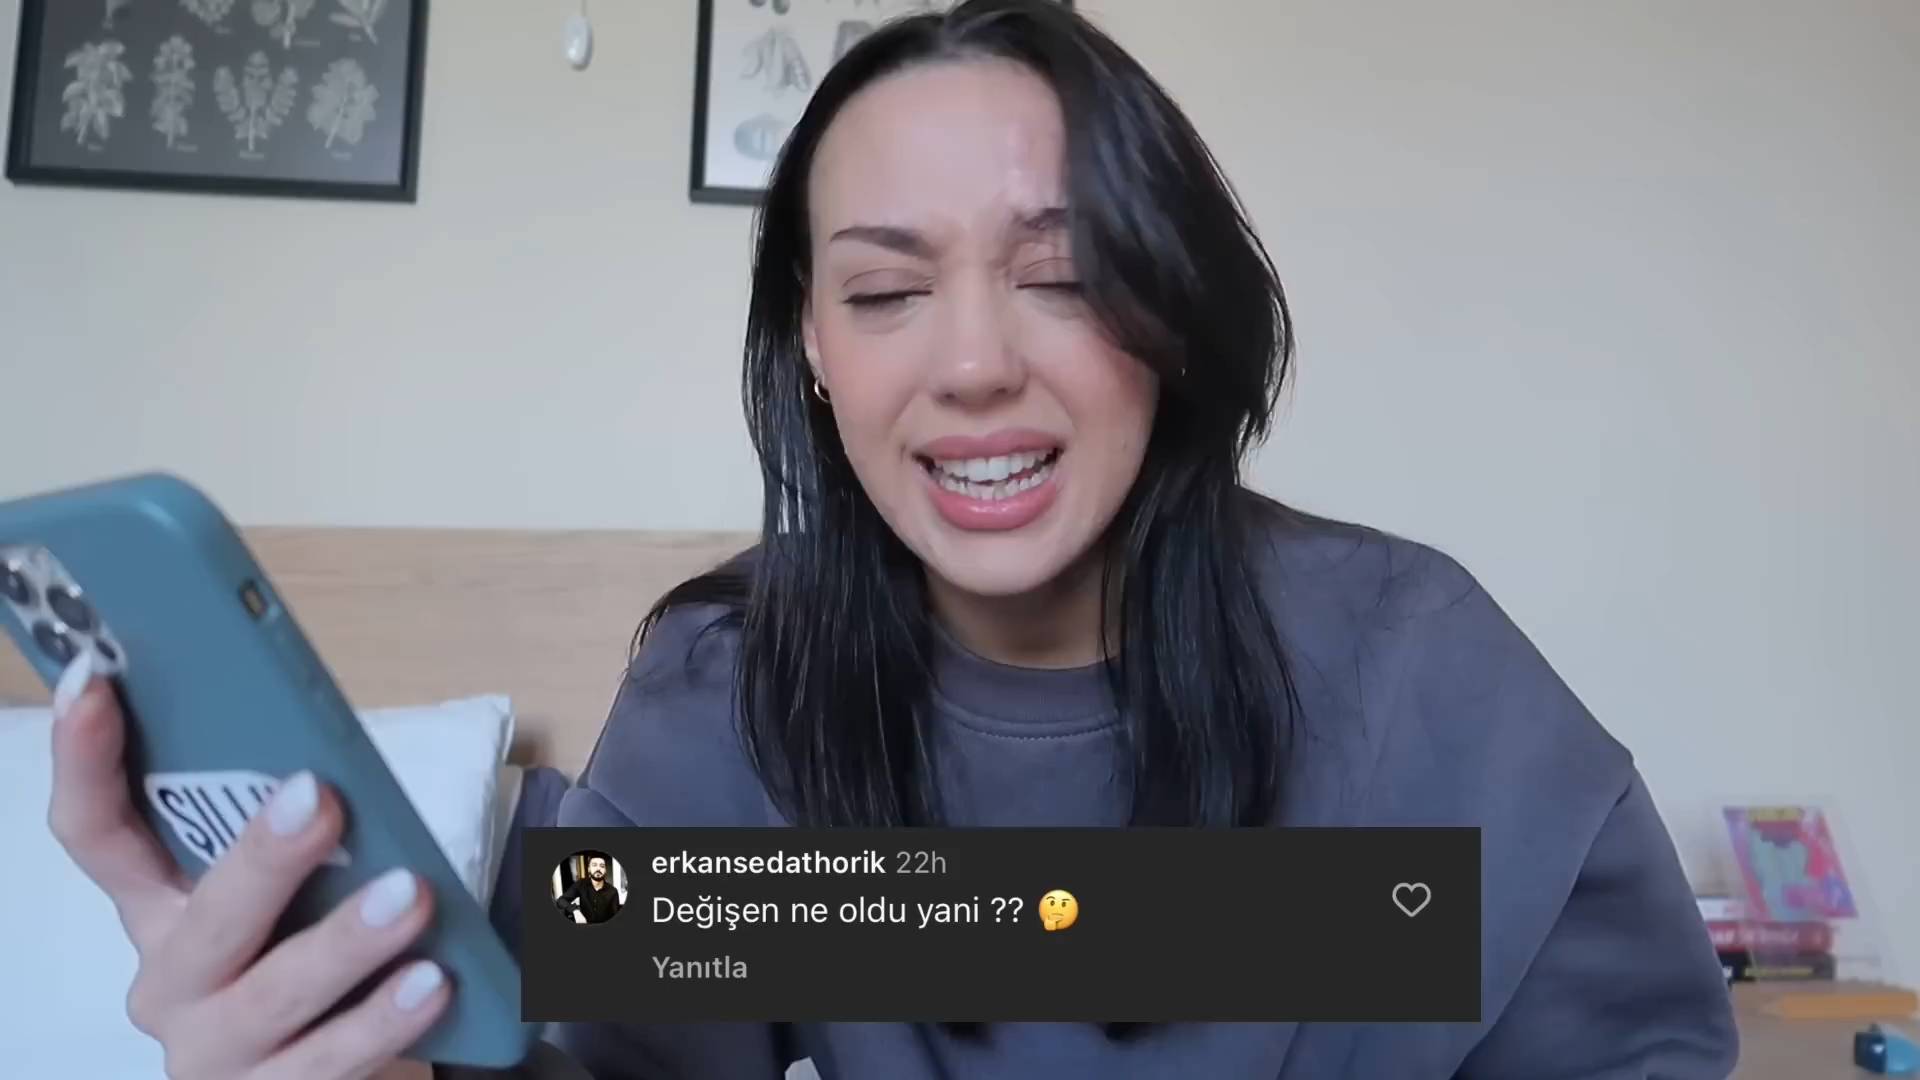 erkansedathorik 22h
Değişen ne oldu yani ?? 🤔
Yanıtla